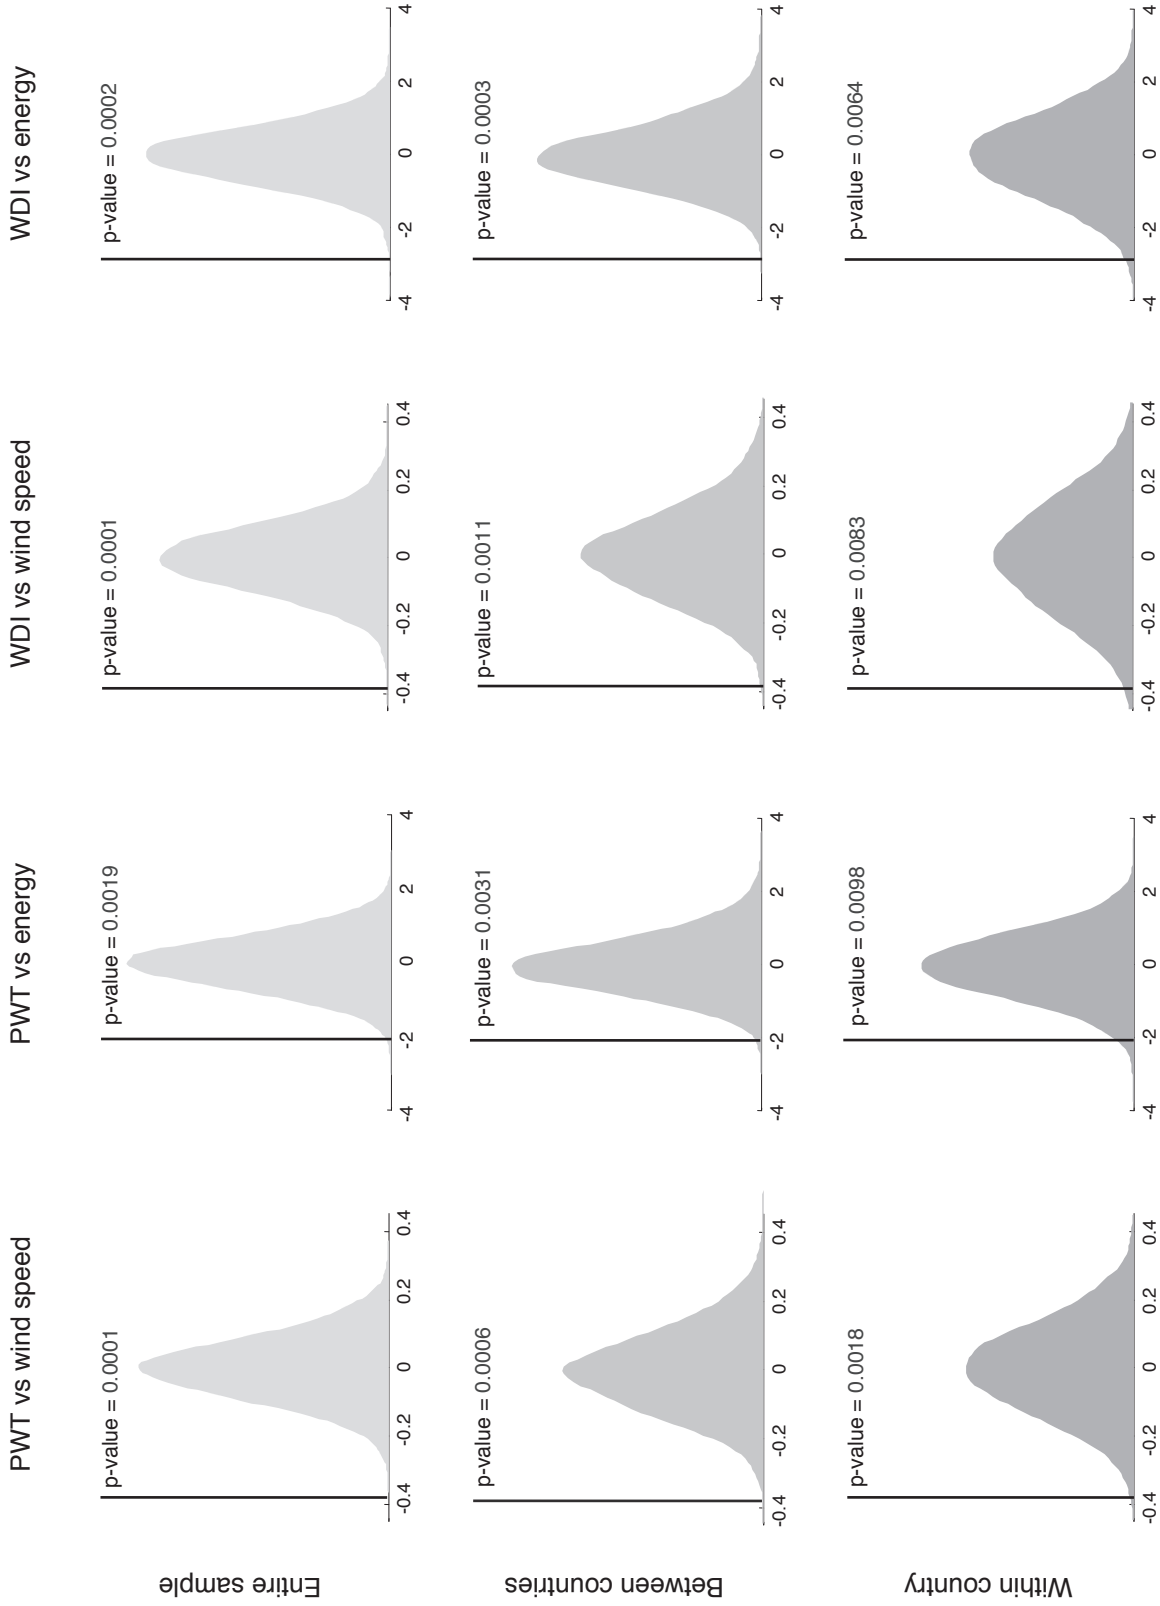 PWT vs wind speed
PWT vs energy
WDI vs wind speed
WDI vs energy
Entire sample
p-value = 0.0001
-0.4 -0.2 0 0.2 0.4
p-value = 0.0019
-4 -2 0 2 4
p-value = 0.0001
-0.4 -0.2 0 0.2 0.4
p-value = 0.0002
-4 -2 0 2 4
Between countries
p-value = 0.0006
-0.4 -0.2 0 0.2 0.4
p-value = 0.0031
-4 -2 0 2 4
p-value = 0.0011
-0.4 -0.2 0 0.2 0.4
p-value = 0.0003
-4 -2 0 2 4
Within country
p-value = 0.0018
-0.4 -0.2 0 0.2 0.4
p-value = 0.0098
-4 -2 0 2 4
p-value = 0.0083
-0.4 -0.2 0 0.2 0.4
p-value = 0.0064
-4 -2 0 2 4